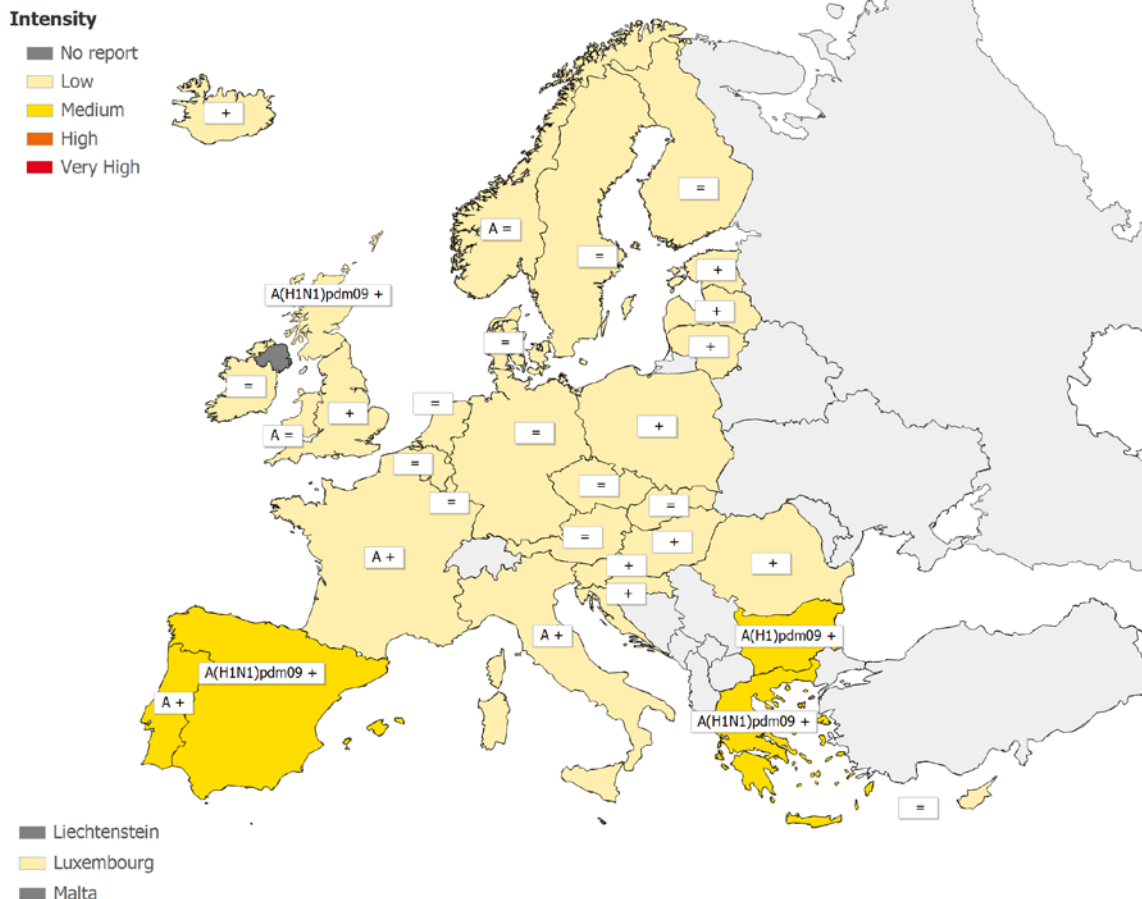 Intensity
No report
Low
Medium
High
Very High
+
=
A =
=
+
A(H1N1)pdm09 +
+
=
+
=
=
+
A =
=
+
=
=
=
=
=
+
A +
+
+
+
A +
A(H1)pdm09 +
A(H1N1)pdm09 +
A +
A(H1N1)pdm09 +
=
Liechtenstein
Luxembourg
Malta